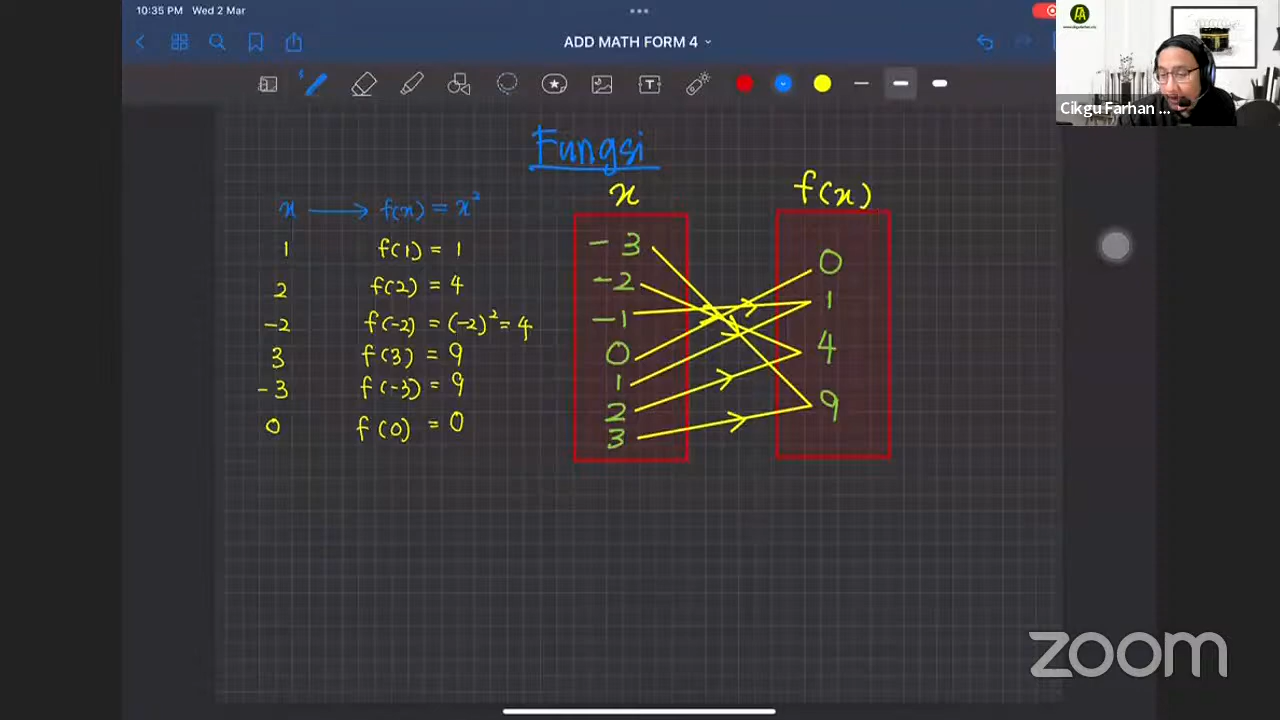 10:35 PM Wed 2 Mar
ADD MATH FORM 4
Cikgu Farhan ...
Fungsi
x → f(x) = x²
1 f(1) = 1
2 f(2) = 4
-2 f(-2) = (-2)² = 4
3 f(3) = 9
-3 f(-3) = 9
0 f(0) = 0
x f(x)
-3
-2
-1
0
1
2
3
0
1
4
9
zoom